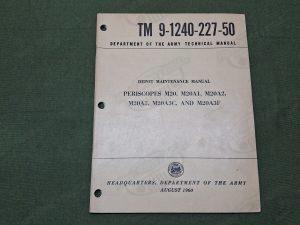 TM 9-1240-227-50
DEPARTMENT OF THE ARMY TECHNICAL MANUAL
DEPOT MAINTENANCE MANUAL
PERISCOPES M20, M20A1, M20A2,
M20A3, M20A3C, AND M20A3F
HEADQUARTERS, DEPARTMENT OF THE ARMY
AUGUST 1960